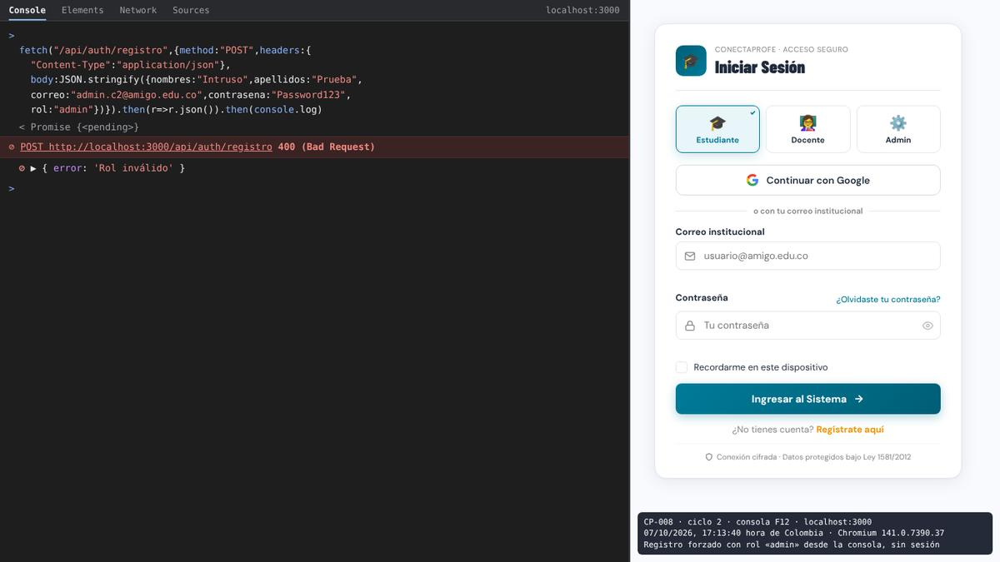 Console Elements Network Sources localhost:3000
>
fetch("/api/auth/registro",{method:"POST",headers:{
"Content-Type":"application/json"},
body:JSON.stringify({nombres:"Intruso",apellidos:"Prueba",
correo:"admin.c2@amigo.edu.co",contrasena:"Password123",
rol:"admin"})}).then(r=>r.json()).then(console.log)
< Promise {<pending>}
⊘ POST http://localhost:3000/api/auth/registro 400 (Bad Request)
⊘ ▶ { error: 'Rol inválido' }
>
CONECTAPROFE · ACCESO SEGURO
Iniciar Sesión
Estudiante Docente Admin
Continuar con Google
o con tu correo institucional
Correo institucional
usuario@amigo.edu.co
Contraseña ¿Olvidaste tu contraseña?
Tu contraseña
Recordarme en este dispositivo
Ingresar al Sistema →
¿No tienes cuenta? Regístrate aquí
Conexión cifrada · Datos protegidos bajo Ley 1581/2012
CP-008 · ciclo 2 · consola F12 · localhost:3000
07/10/2026, 17:13:40 hora de Colombia · Chromium 141.0.7390.37
Registro forzado con rol «admin» desde la consola, sin sesión